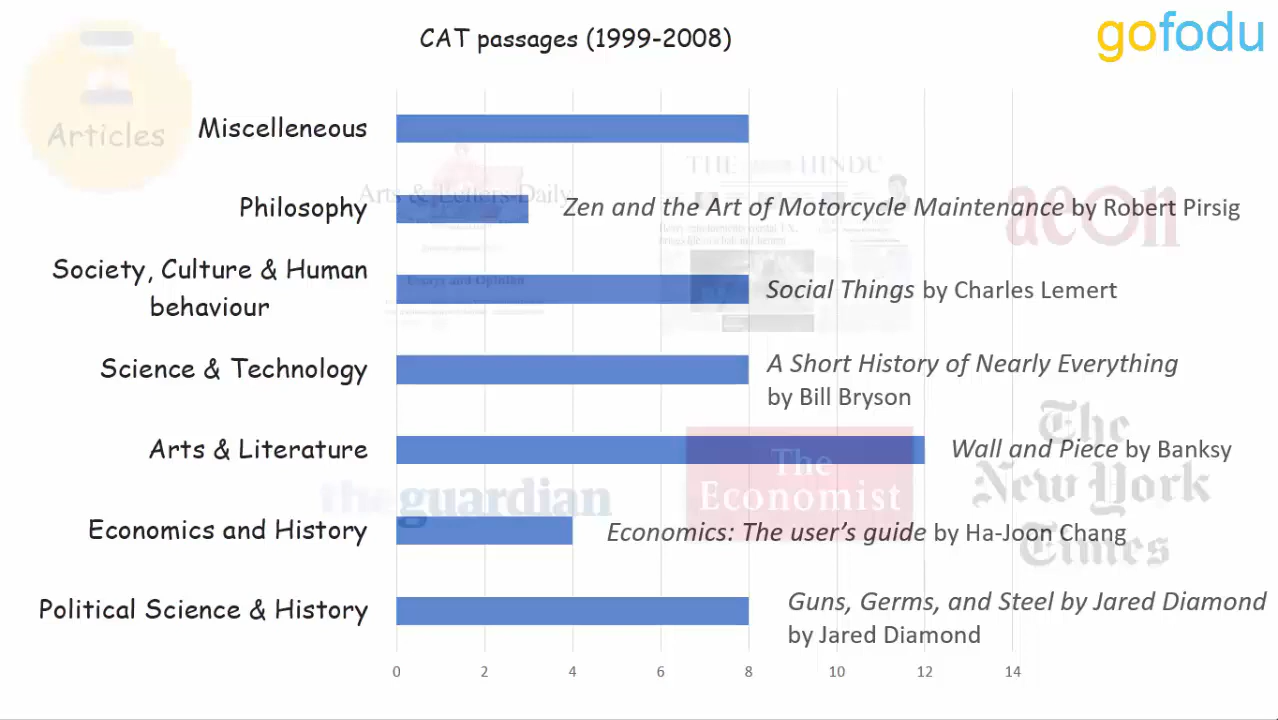 CAT passages (1999-2008)
gofodu
Articles
Miscelleneous
Arts & Letters Daily
THE HINDU
Philosophy
Zen and the Art of Motorcycle Maintenance by Robert Pirsig
aeon
Society, Culture & Human
behaviour
Essays and Opinion
Social Things by Charles Lemert
Science & Technology
A Short History of Nearly Everything
by Bill Bryson
Arts & Literature
Wall and Piece by Banksy
theguardian
The
Economist
The
New York
Times
Economics and History
Economics: The user's guide by Ha-Joon Chang
Political Science & History
Guns, Germs, and Steel by Jared Diamond
by Jared Diamond
0 2 4 6 8 10 12 14